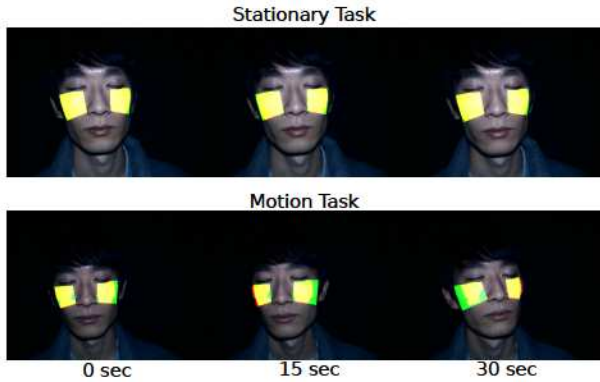 Stationary Task
Motion Task
0 sec
15 sec
30 sec